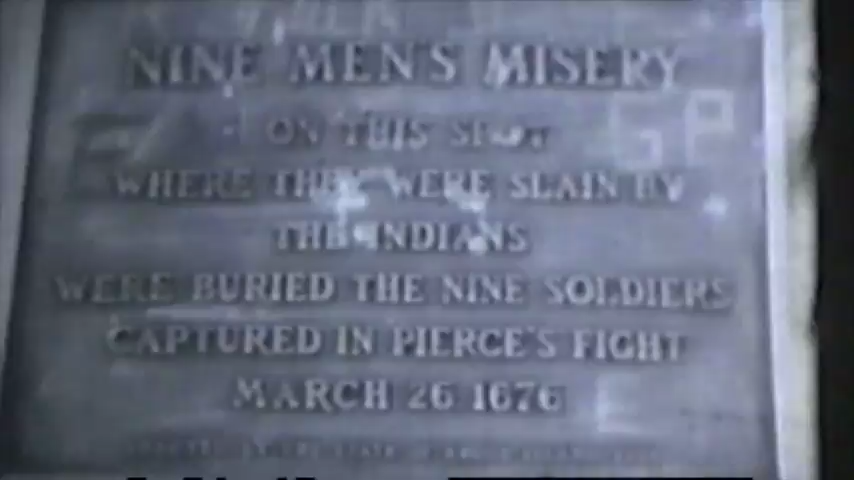 NINE MEN'S MISERY
ON THIS SPOT
WHERE THEY WERE SLAIN BY
THE INDIANS
WERE BURIED THE NINE SOLDIERS
CAPTURED IN PIERCE'S FIGHT
MARCH 26 1676
GP